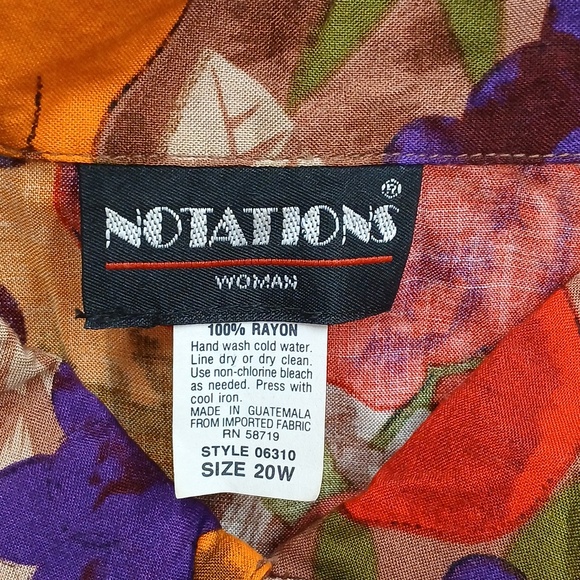 NOTATIONS®
WOMAN
100% RAYON
Hand wash cold water.
Line dry or dry clean.
Use non-chlorine bleach
as needed. Press with
cool iron.
MADE IN GUATEMALA
FROM IMPORTED FABRIC
RN 58719
STYLE 06310
SIZE 20W